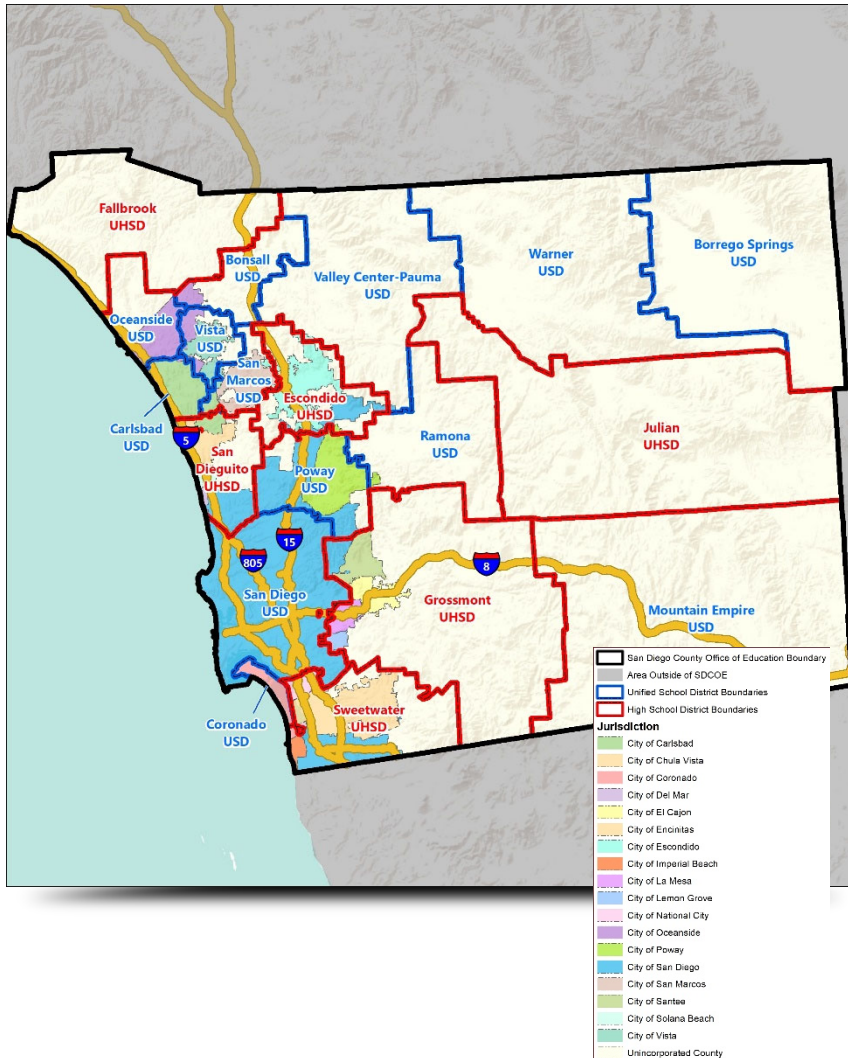 Fallbrook
UHSD
Bonsall
USD
Valley Center-Pauma
USD
Warner
USD
Borrego Springs
USD
Oceanside
USD
Vista
USD
San
Marcos
USD
Escondido
UHSD
Carlsbad
USD
5
San
Dieguito
UHSD
Poway
USD
Ramona
USD
Julian
UHSD
15
805
8
San Diego
USD
Grossmont
UHSD
Mountain Empire
USD
Coronado
USD
Sweetwater
UHSD
San Diego County Office of Education Boundary
Area Outside of SDCOE
Unified School District Boundaries
High School District Boundaries
Jurisdiction
City of Carlsbad
City of Chula Vista
City of Coronado
City of Del Mar
City of El Cajon
City of Encinitas
City of Escondido
City of Imperial Beach
City of La Mesa
City of Lemon Grove
City of National City
City of Oceanside
City of Poway
City of San Diego
City of San Marcos
City of Santee
City of Solana Beach
City of Vista
Unincorporated County